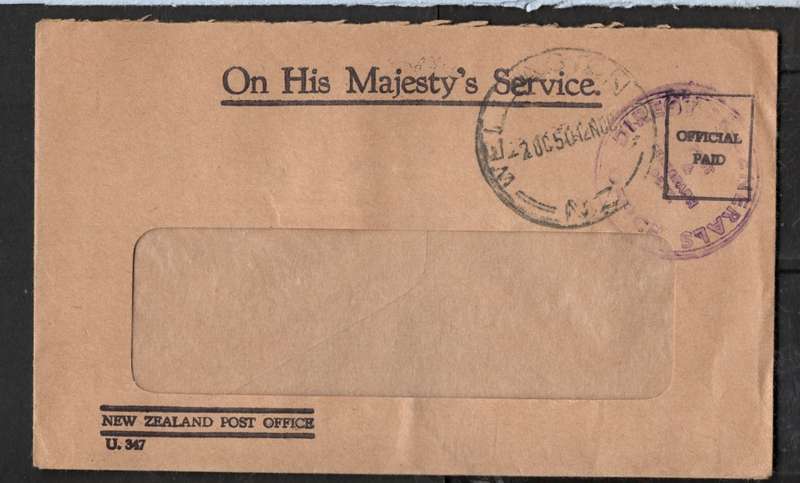 On His Majesty's Service.
OFFICIAL
PAID
NEW ZEALAND POST OFFICE
U. 347